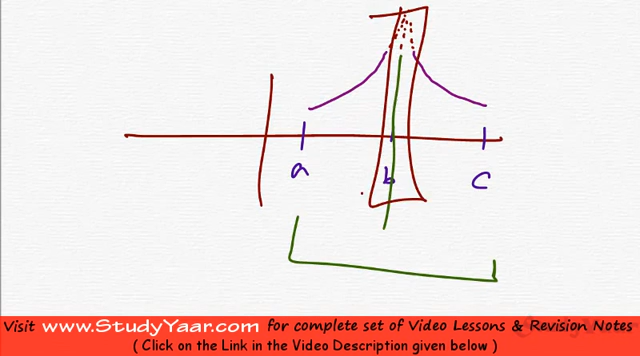 a b c
Visit www.StudyYaar.com for complete set of Video Lessons & Revision Notes
( Click on the Link in the Video Description given below )